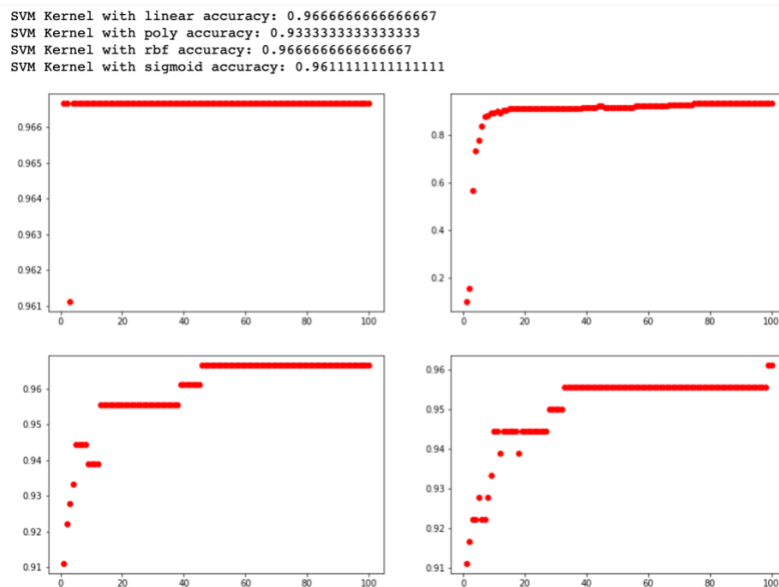 SVM Kernel with linear accuracy: 0.9666666666666667
SVM Kernel with poly accuracy: 0.9333333333333333
SVM Kernel with rbf accuracy: 0.9666666666666667
SVM Kernel with sigmoid accuracy: 0.9611111111111111
0.966
0.965
0.964
0.963
0.962
0.961
0 20 40 60 80 100
0.8
0.6
0.4
0.2
0 20 40 60 80 100
0.96
0.95
0.94
0.93
0.92
0.91
0 20 40 60 80 100
0.96
0.95
0.94
0.93
0.92
0.91
0 20 40 60 80 100